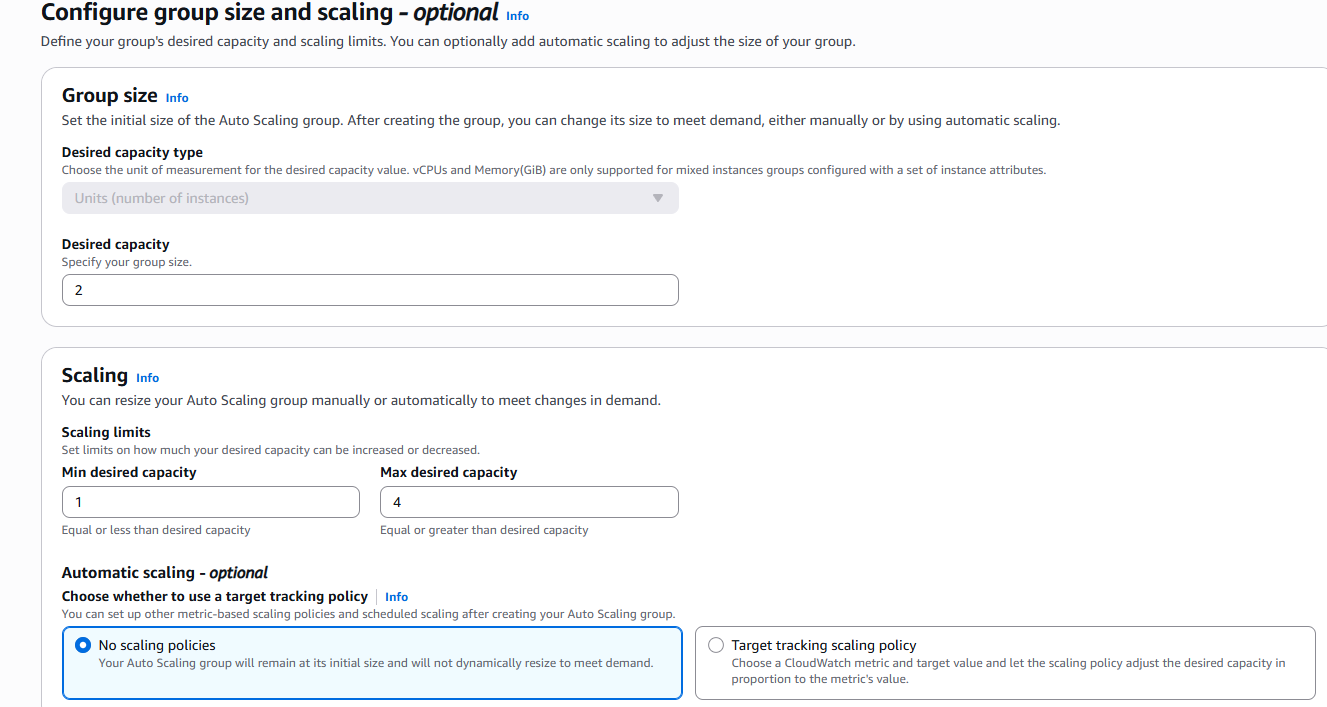 Configure group size and scaling - optional Info
Define your group's desired capacity and scaling limits. You can optionally add automatic scaling to adjust the size of your group.
Group size Info
Set the initial size of the Auto Scaling group. After creating the group, you can change its size to meet demand, either manually or by using automatic scaling.
Desired capacity type
Choose the unit of measurement for the desired capacity value. vCPUs and Memory(GiB) are only supported for mixed instances groups configured with a set of instance attributes.
Units (number of instances)
Desired capacity
Specify your group size.
2
Scaling Info
You can resize your Auto Scaling group manually or automatically to meet changes in demand.
Scaling limits
Set limits on how much your desired capacity can be increased or decreased.
Min desired capacity Max desired capacity
1 4
Equal or less than desired capacity Equal or greater than desired capacity
Automatic scaling - optional
Choose whether to use a target tracking policy Info
You can set up other metric-based scaling policies and scheduled scaling after creating your Auto Scaling group.
No scaling policies
Your Auto Scaling group will remain at its initial size and will not dynamically resize to meet demand.
Target tracking scaling policy
Choose a CloudWatch metric and target value and let the scaling policy adjust the desired capacity in
proportion to the metric's value.